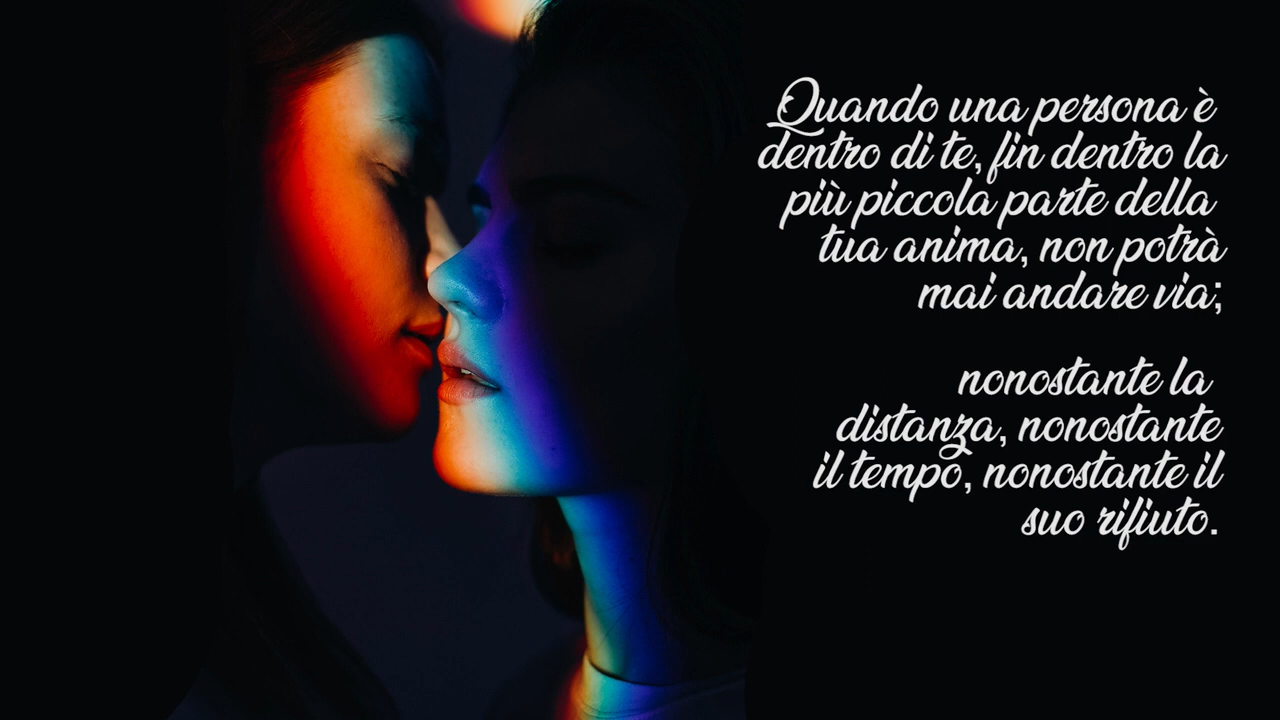 Quando una persona è
dentro di te, fin dentro la
più piccola parte della
tua anima, non potrà
mai andare via;
nonostante la
distanza, nonostante
il tempo, nonostante il
suo rifiuto.